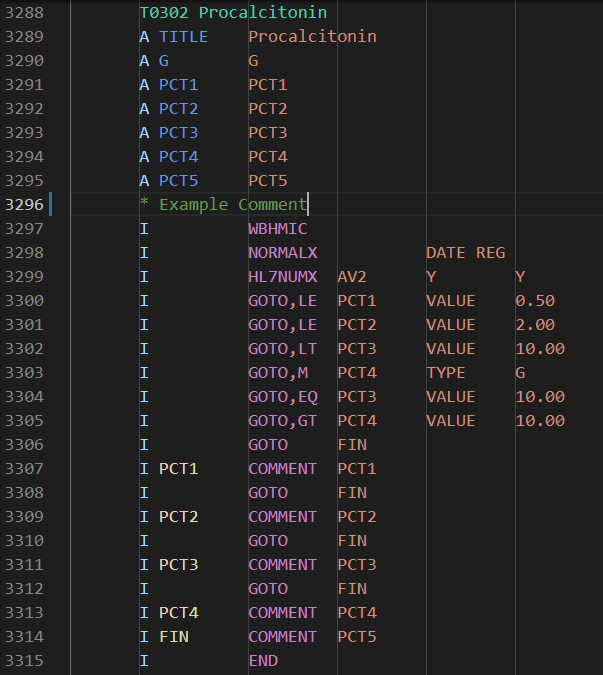 3288 T0302 Procalcitonin
3289 A TITLE Procalcitonin
3290 A G G
3291 A PCT1 PCT1
3292 A PCT2 PCT2
3293 A PCT3 PCT3
3294 A PCT4 PCT4
3295 A PCT5 PCT5
3296 * Example Comment
3297 I WBHMIC
3298 I NORMALX DATE REG
3299 I HL7NUMX AV2 Y Y
3300 I GOTO,LE PCT1 VALUE 0.50
3301 I GOTO,LE PCT2 VALUE 2.00
3302 I GOTO,LT PCT3 VALUE 10.00
3303 I GOTO,M PCT4 TYPE G
3304 I GOTO,EQ PCT3 VALUE 10.00
3305 I GOTO,GT PCT4 VALUE 10.00
3306 I GOTO FIN
3307 I PCT1 COMMENT PCT1
3308 I GOTO FIN
3309 I PCT2 COMMENT PCT2
3310 I GOTO FIN
3311 I PCT3 COMMENT PCT3
3312 I GOTO FIN
3313 I PCT4 COMMENT PCT4
3314 I FIN COMMENT PCT5
3315 I END